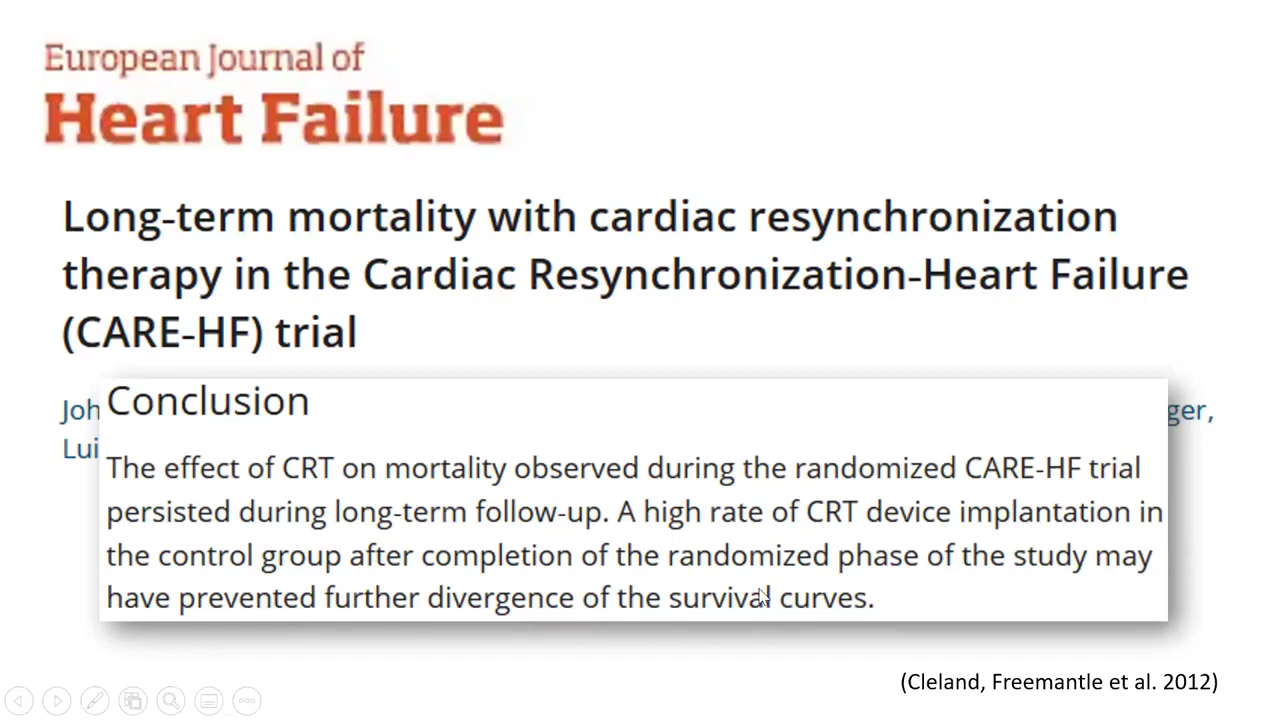 European Journal of
Heart Failure
Long-term mortality with cardiac resynchronization
therapy in the Cardiac Resynchronization-Heart Failure
(CARE-HF) trial
Conclusion
The effect of CRT on mortality observed during the randomized CARE-HF trial
persisted during long-term follow-up. A high rate of CRT device implantation in
the control group after completion of the randomized phase of the study may
have prevented further divergence of the survival curves.
(Cleland, Freemantle et al. 2012)